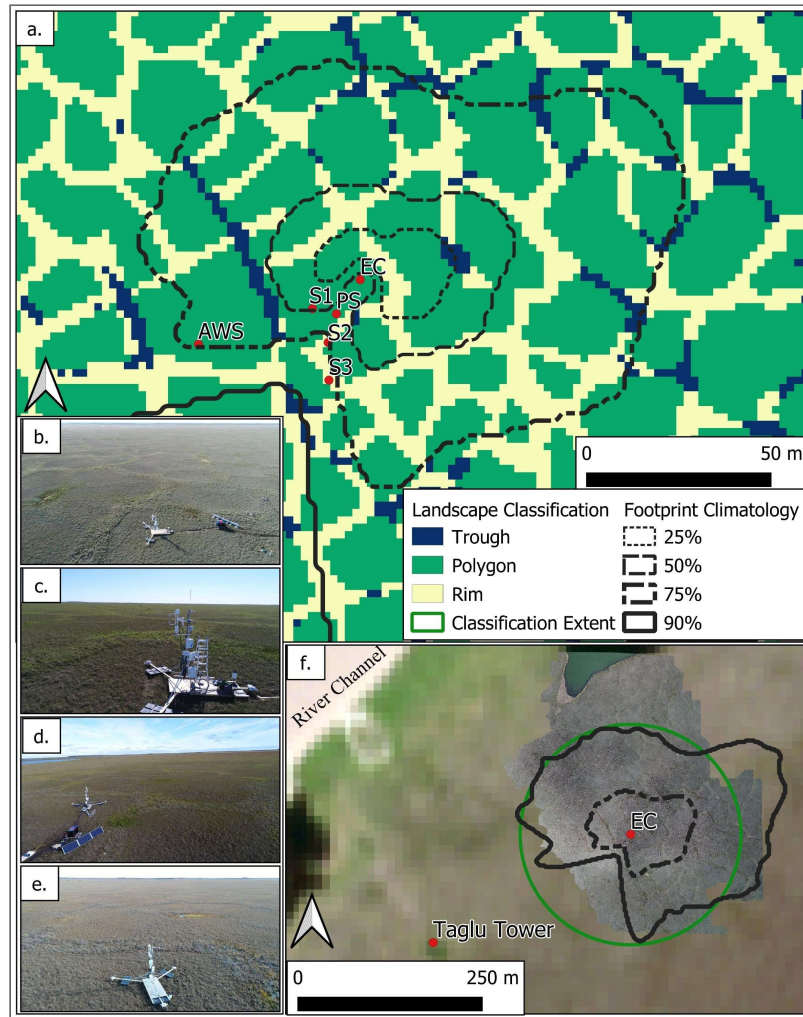 a.
EC
S1 PS
AWS
S2
S3
0 50 m
Landscape Classification
Trough
Polygon
Rim
Classification Extent
Footprint Climatology
25%
50%
75%
90%
b.
c.
d.
e.
f.
River Channel
EC
Taglu Tower
0 250 m